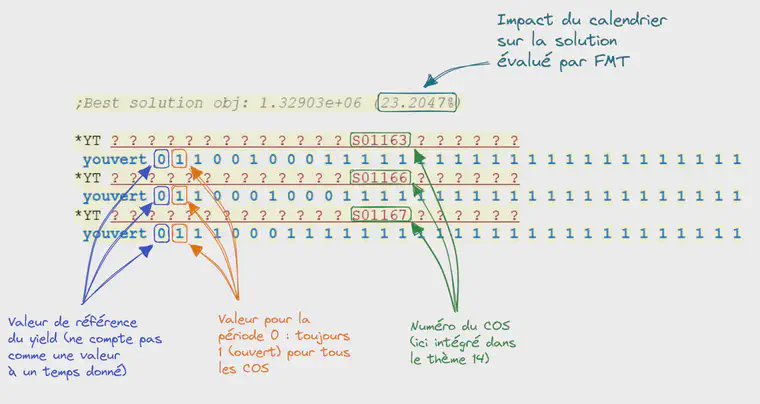 Impact du calendrier
sur la solution
évalué par FMT
;Best solution obj: 1.32903e+06 (23.2047%)
*YT ? ? ? ? ? ? ? ? ? ? ? ? ? S01163 ? ? ? ? ? ?
youvert 0 1 1 0 0 1 0 0 0 1 1 1 1 1 1 1 1 1 1 1 1 1 1 1 1 1 1 1 1 1 1 1
*YT ? ? ? ? ? ? ? ? ? ? ? ? ? S01166 ? ? ? ? ? ?
youvert 0 1 1 0 0 0 1 0 0 0 1 1 1 1 1 1 1 1 1 1 1 1 1 1 1 1 1 1 1 1 1 1
*YT ? ? ? ? ? ? ? ? ? ? ? ? ? S01167 ? ? ? ? ? ?
youvert 0 1 1 1 0 0 0 1 1 1 1 1 1 1 1 1 1 1 1 1 1 1 1 1 1 1 1 1 1 1 1 1
Valeur de référence
du yield (ne compte pas
comme une valeur
à un temps donné)
Valeur pour la
période 0 : toujours
1 (ouvert) pour tous
les COS
Numéro du COS
(ici intégré dans
le thème 14)